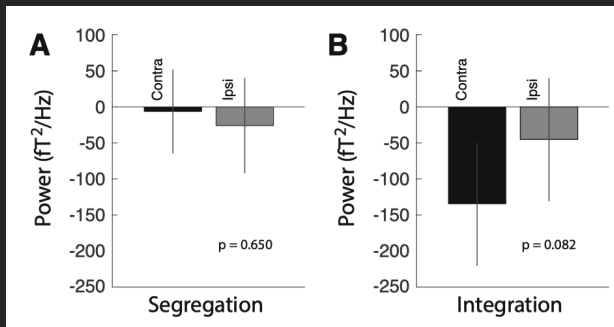 A
Power (fT²/Hz)
100
50
0
-50
-100
-150
-200
-250
Contra
Ipsi
p = 0.650
Segregation
B
Power (fT²/Hz)
100
50
0
-50
-100
-150
-200
-250
Contra
Ipsi
p = 0.082
Integration